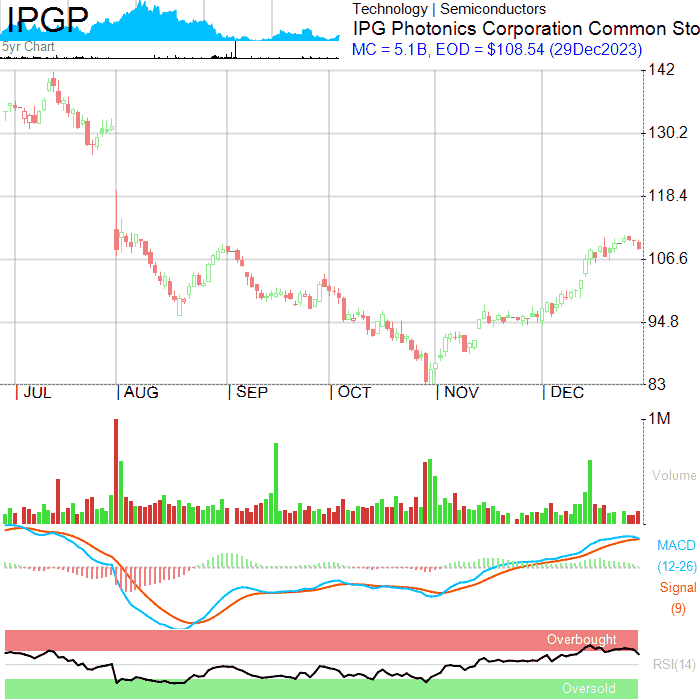 IPGP
5yr Chart
Technology | Semiconductors
IPG Photonics Corporation Common Sto
MC = 5.1B, EOD = $108.54 (29Dec2023)
142
130.2
118.4
106.6
94.8
83
| JUL | AUG | SEP | OCT | NOV | DEC
1M
Volume
MACD
(12-26)
Signal
(9)
Overbought
RSI(14)
Oversold